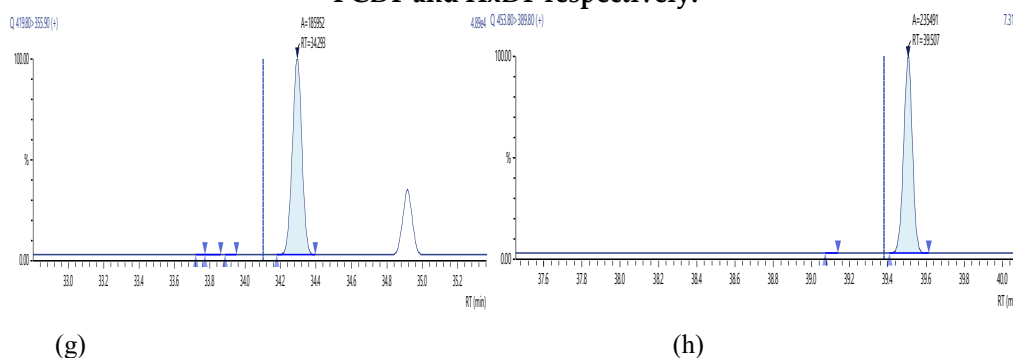 PCDF and HxDF respectively.
Q 419.80> 355.90 (+)
A=185952
RT=34.293
4.89e4
100.00
%
0.00
33.0 33.2 33.4 33.6 33.8 34.0 34.2 34.4 34.6 34.8 35.0 35.2
RT (min)
(g)
Q 453.80> 389.80 (+)
A=235491
RT=39.507
7.31
100.00
%
0.00
37.6 37.8 38.0 38.2 38.4 38.6 38.8 39.0 39.2 39.4 39.6 39.8 40.0
RT (m
(h)